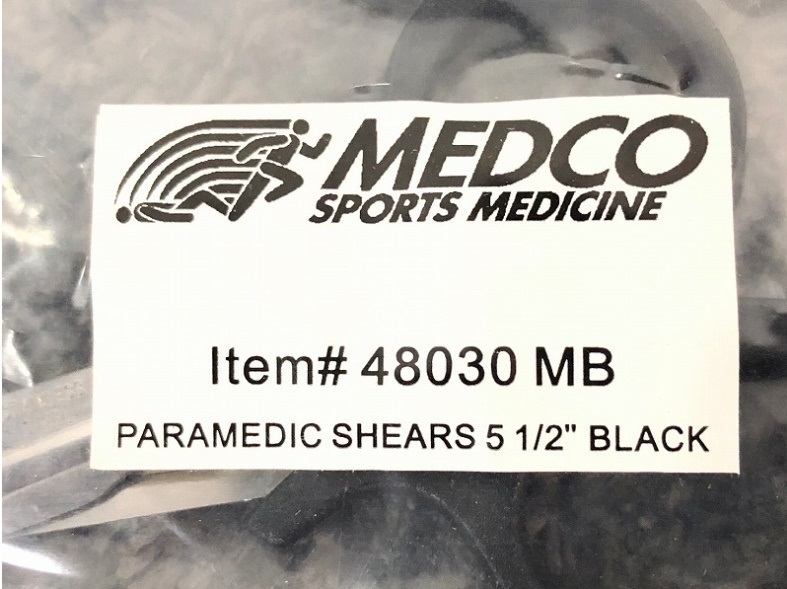 MEDCO
SPORTS MEDICINE
Item# 48030 MB
PARAMEDIC SHEARS 5 1/2" BLACK